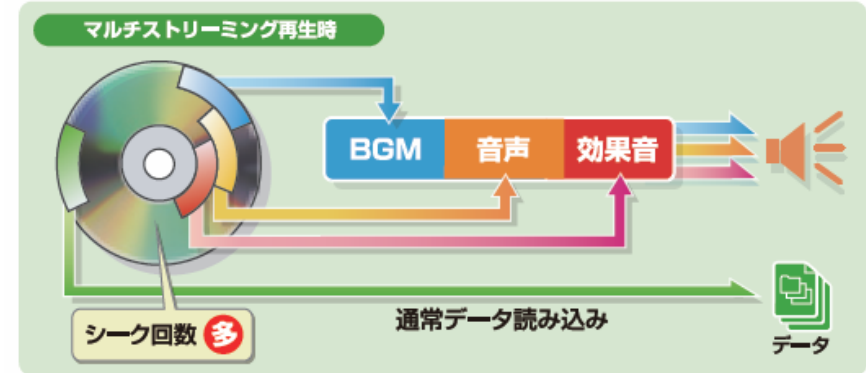 マルチストリーミング再生時
BGM 音声 効果音
シーク回数 多
通常データ読み込み
データ